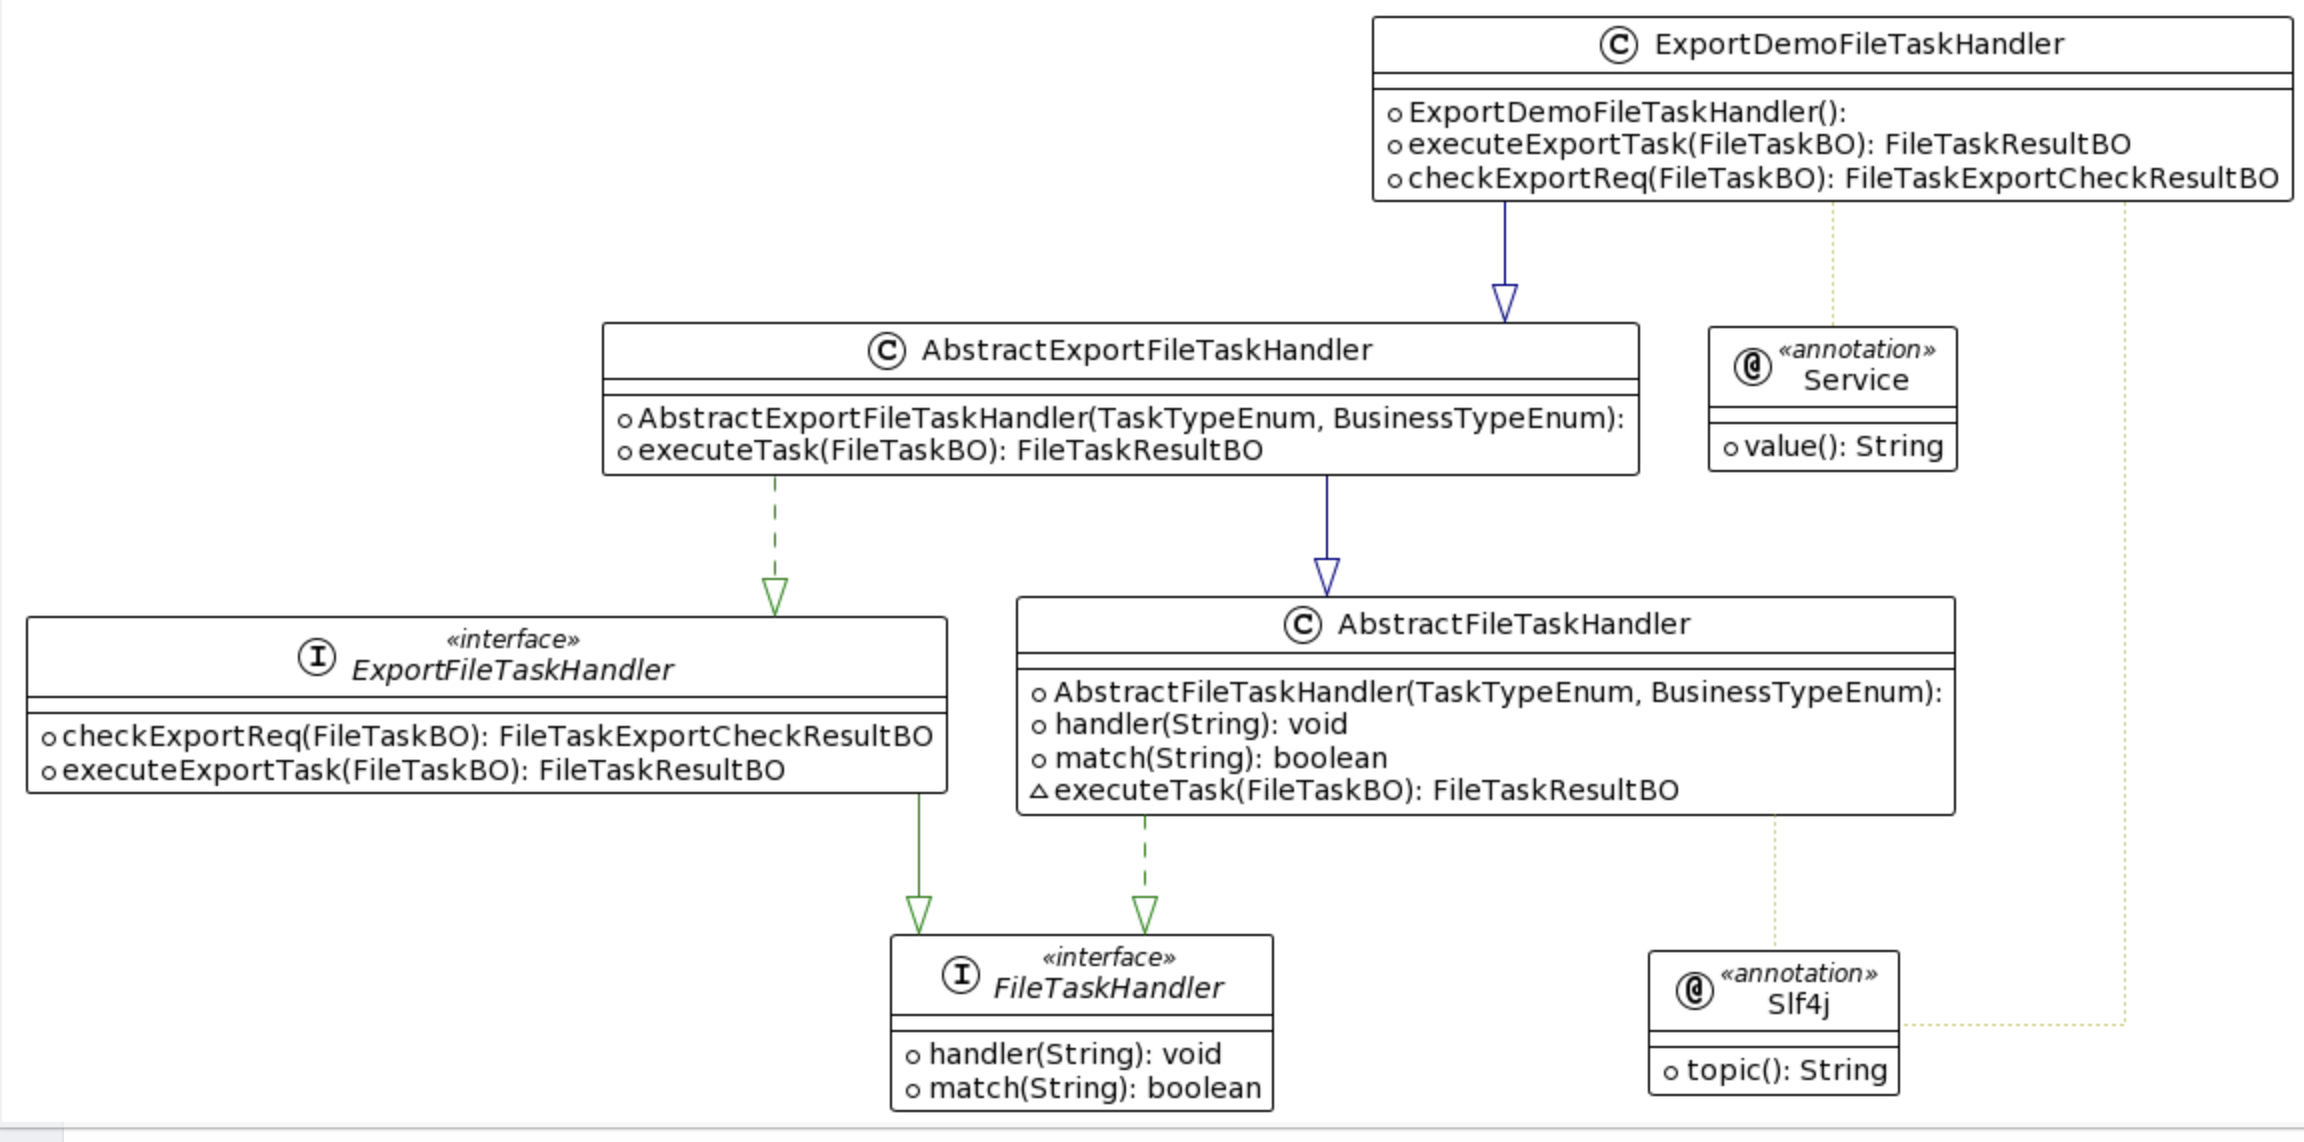 C ExportDemoFileTaskHandler
ExportDemoFileTaskHandler():
executeExportTask(FileTaskBO): FileTaskResultBO
checkExportReq(FileTaskBO): FileTaskExportCheckResultBO
C AbstractExportFileTaskHandler
AbstractExportFileTaskHandler(TaskTypeEnum, BusinessTypeEnum):
executeTask(FileTaskBO): FileTaskResultBO
«annotation»
@ Service
value(): String
«interface»
I ExportFileTaskHandler
checkExportReq(FileTaskBO): FileTaskExportCheckResultBO
executeExportTask(FileTaskBO): FileTaskResultBO
C AbstractFileTaskHandler
AbstractFileTaskHandler(TaskTypeEnum, BusinessTypeEnum):
handler(String): void
match(String): boolean
executeTask(FileTaskBO): FileTaskResultBO
«interface»
I FileTaskHandler
handler(String): void
match(String): boolean
«annotation»
@ Slf4j
topic(): String